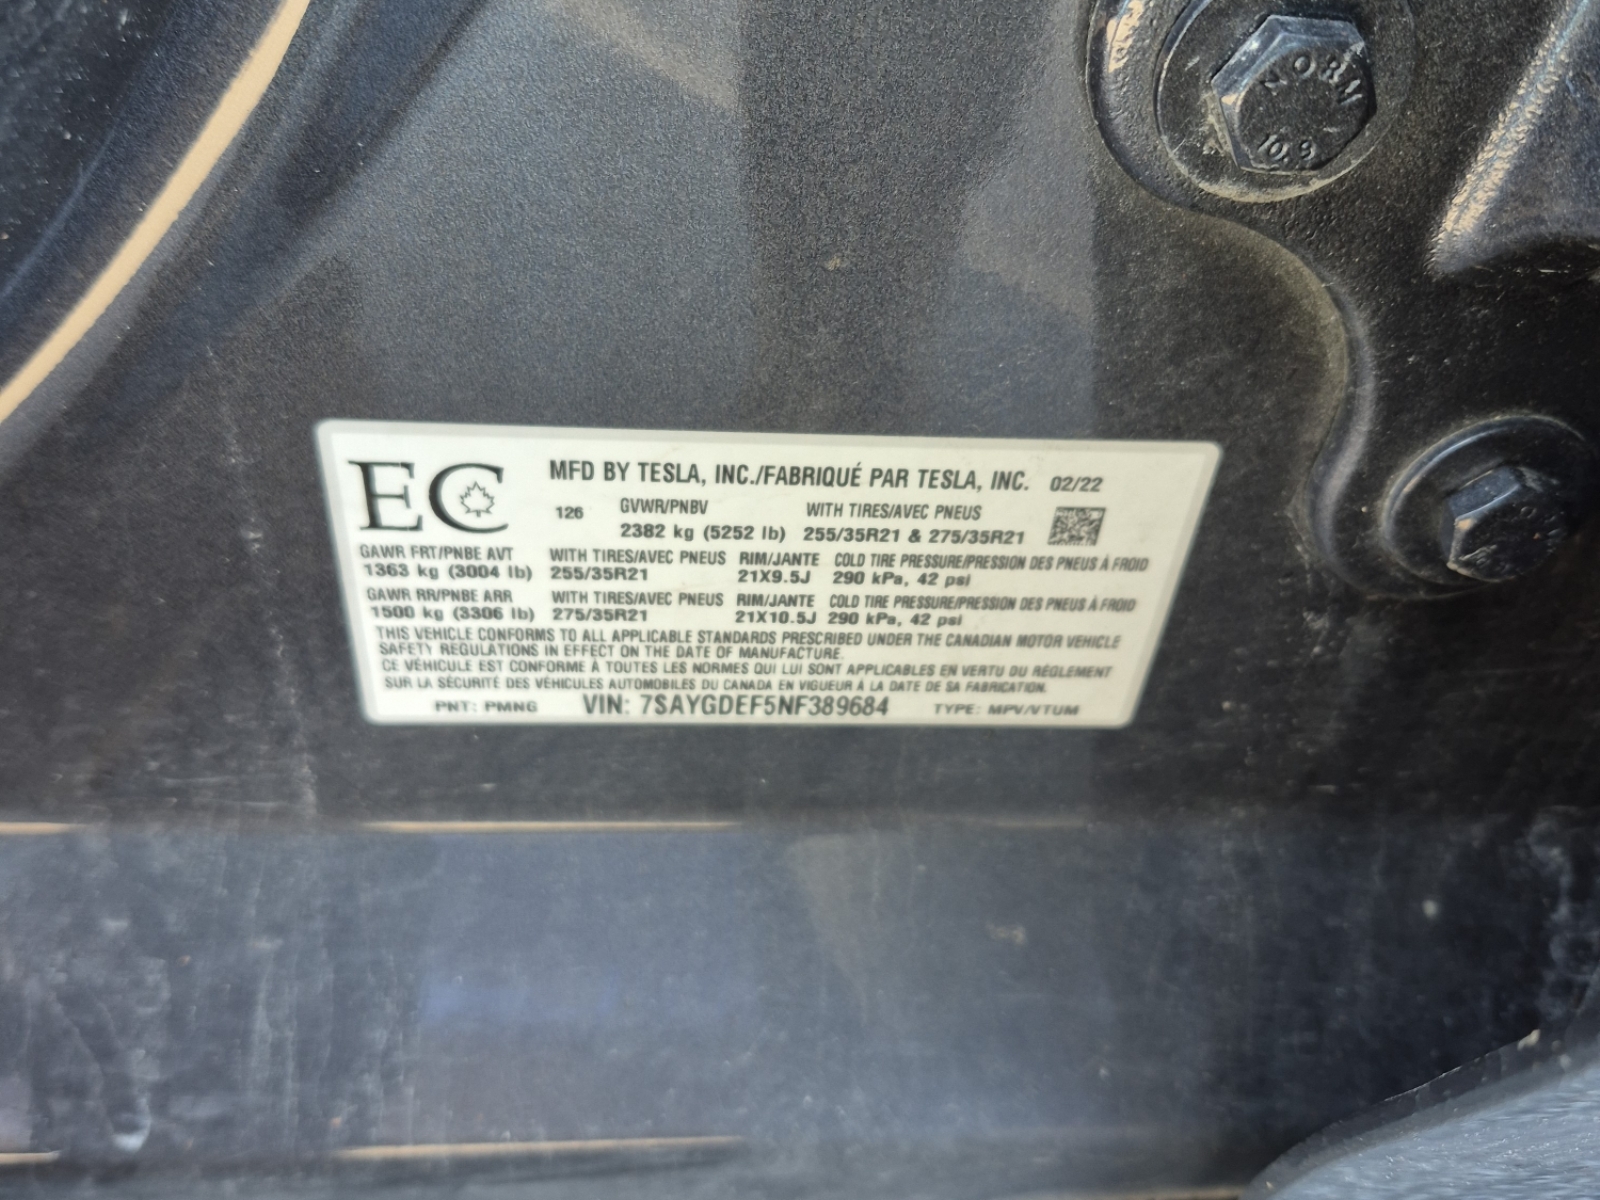 NORM
10.9
EC
MFD BY TESLA, INC./FABRIQUÉ PAR TESLA, INC. 02/22
126 GVWR/PNBV WITH TIRES/AVEC PNEUS
2382 kg (5252 lb) 255/35R21 & 275/35R21
GAWR FRT/PNBE AVT WITH TIRES/AVEC PNEUS RIM/JANTE COLD TIRE PRESSURE/PRESSION DES PNEUS À FROID
1363 kg (3004 lb) 255/35R21 21X9.5J 290 kPa, 42 psi
GAWR RR/PNBE ARR WITH TIRES/AVEC PNEUS RIM/JANTE COLD TIRE PRESSURE/PRESSION DES PNEUS À FROID
1500 kg (3306 lb) 275/35R21 21X10.5J 290 kPa, 42 psi
THIS VEHICLE CONFORMS TO ALL APPLICABLE STANDARDS PRESCRIBED UNDER THE CANADIAN MOTOR VEHICLE
SAFETY REGULATIONS IN EFFECT ON THE DATE OF MANUFACTURE.
CE VÉHICULE EST CONFORME À TOUTES LES NORMES QUI LUI SONT APPLICABLES EN VERTU DU RÈGLEMENT
SUR LA SÉCURITÉ DES VÉHICULES AUTOMOBILES DU CANADA EN VIGUEUR À LA DATE DE SA FABRICATION.
PNT: PMNG VIN: 7SAYGDEF5NF389684 TYPE: MPV/VTUM